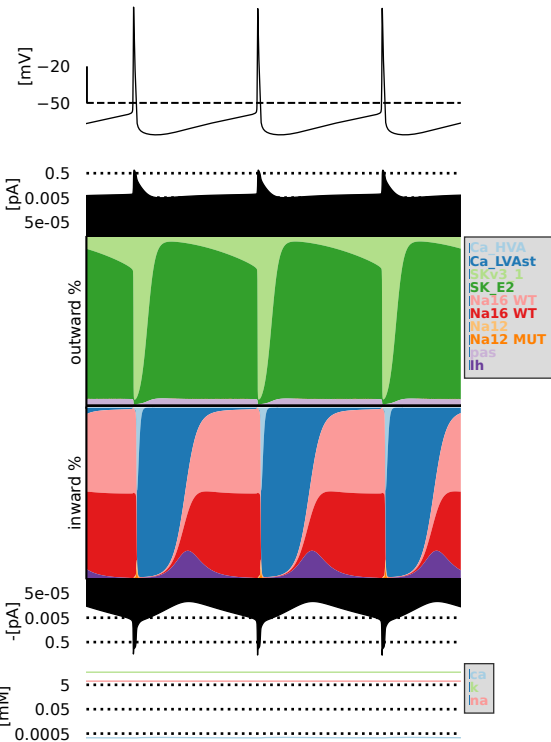 [mV]
−20
−50
[pA]
0.5
0.005
5e-05
outward %
Ca_HVA
Ca_LVAst
SKv3_1
SK_E2
Na16 WT
Na16 WT
Na12
Na12 MUT
pas
Ih
inward %
-[pA]
5e-05
0.005
0.5
ca
k
na
[mM]
5
0.05
0.0005